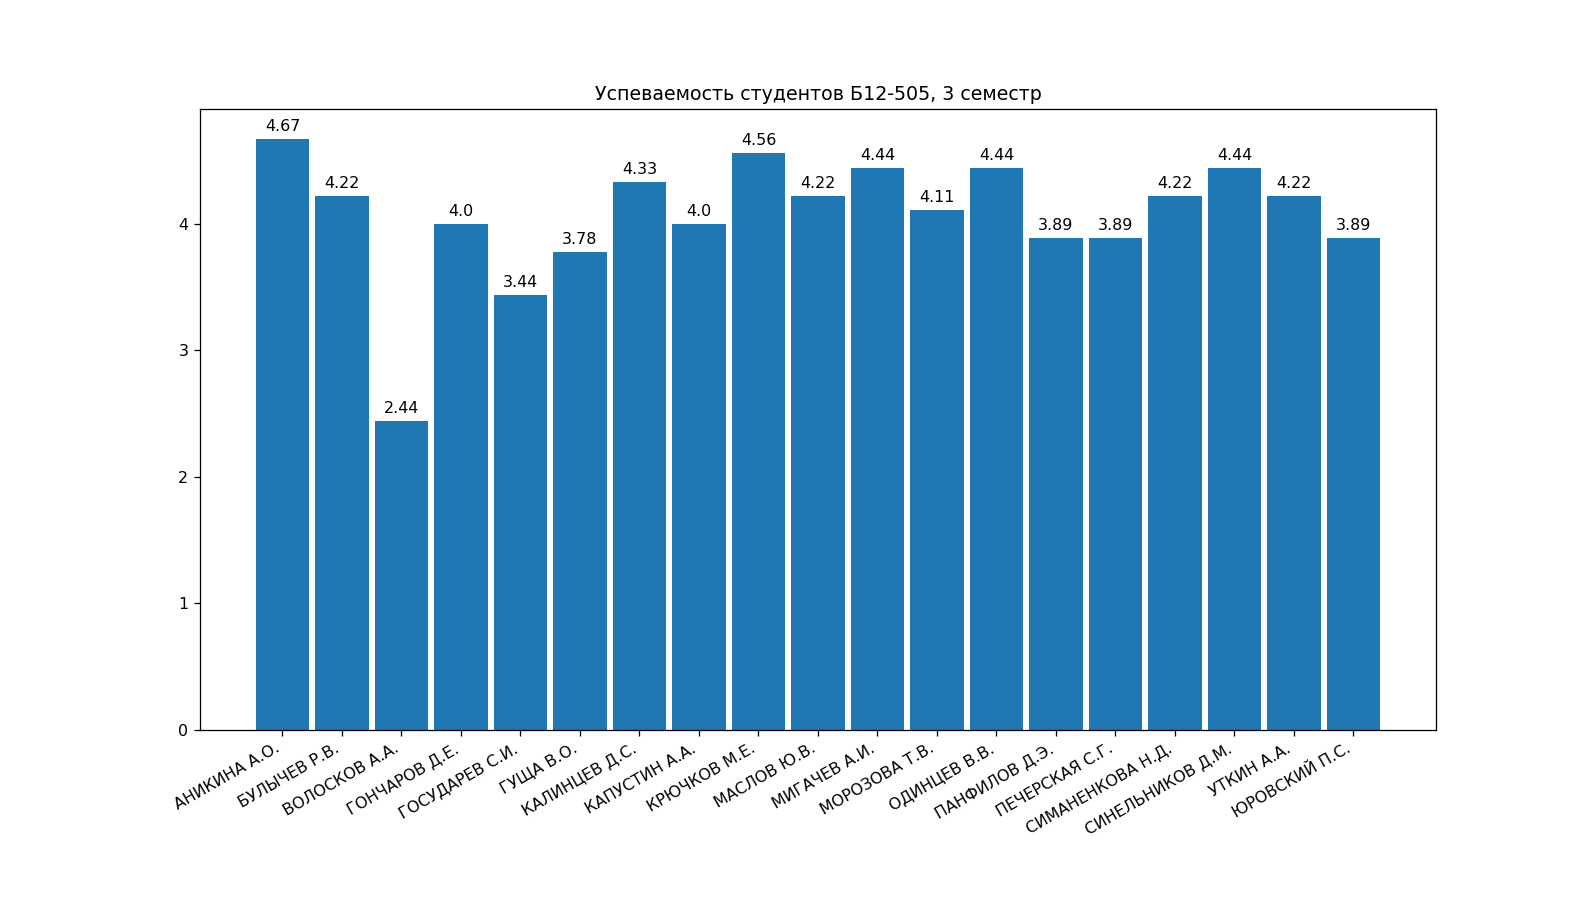 Успеваемость студентов Б12-505, 3 семестр
4.67
4.22
2.44
4.0
3.44
3.78
4.33
4.0
4.56
4.22
4.44
4.11
4.44
3.89
3.89
4.22
4.44
4.22
3.89
4
3
2
1
0
АНИКИНА А.О.
БУЛЫЧЕВ Р.В.
ВОЛОСКОВ А.А.
ГОНЧАРОВ Д.Е.
ГОСУДАРЕВ С.И.
ГУЩА В.О.
КАЛИНЦЕВ Д.С.
КАПУСТИН А.А.
КРЮЧКОВ М.Е.
МАСЛОВ Ю.В.
МИГАЧЕВ А.И.
МОРОЗОВА Т.В.
ОДИНЦЕВ В.В.
ПАНФИЛОВ Д.Э.
ПЕЧЕРСКАЯ С.Г.
СИМАНЕНКОВА Н.Д.
СИНЕЛЬНИКОВ Д.М.
УТКИН А.А.
ЮРОВСКИЙ П.С.